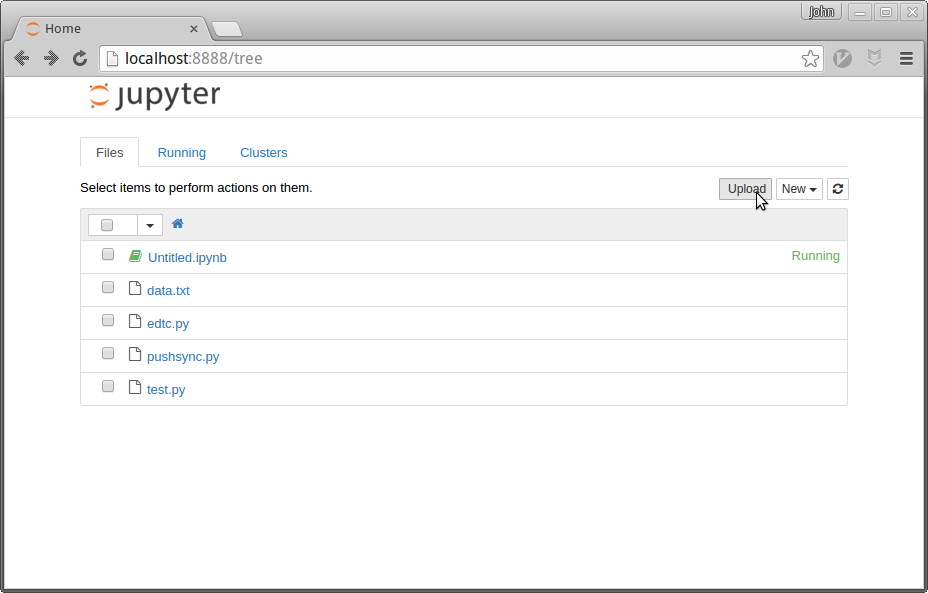 John
Home
localhost:8888/tree
jupyter
Files Running Clusters
Select items to perform actions on them. Upload New
Untitled.ipynb Running
data.txt
edtc.py
pushsync.py
test.py